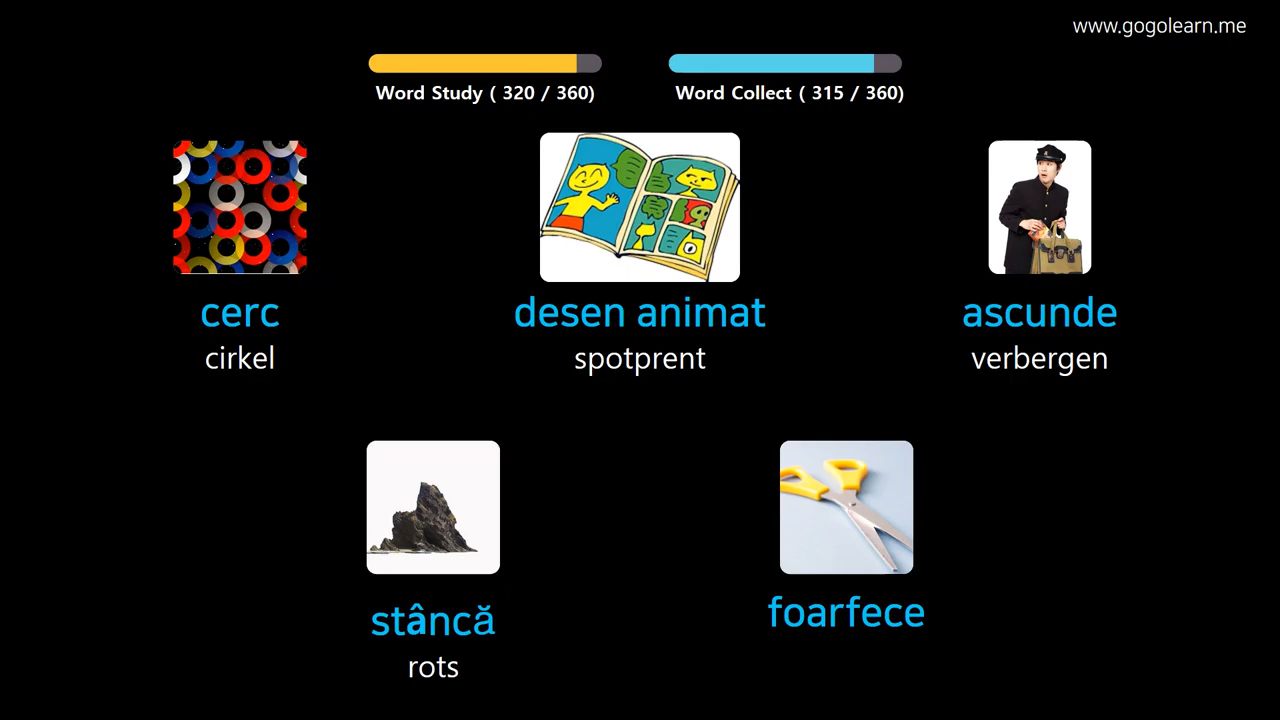 www.gogolearn.me
Word Study ( 320 / 360)
Word Collect ( 315 / 360)
cerc
cirkel
desen animat
spotprent
ascunde
verbergen
stâncă
rots
foarfece